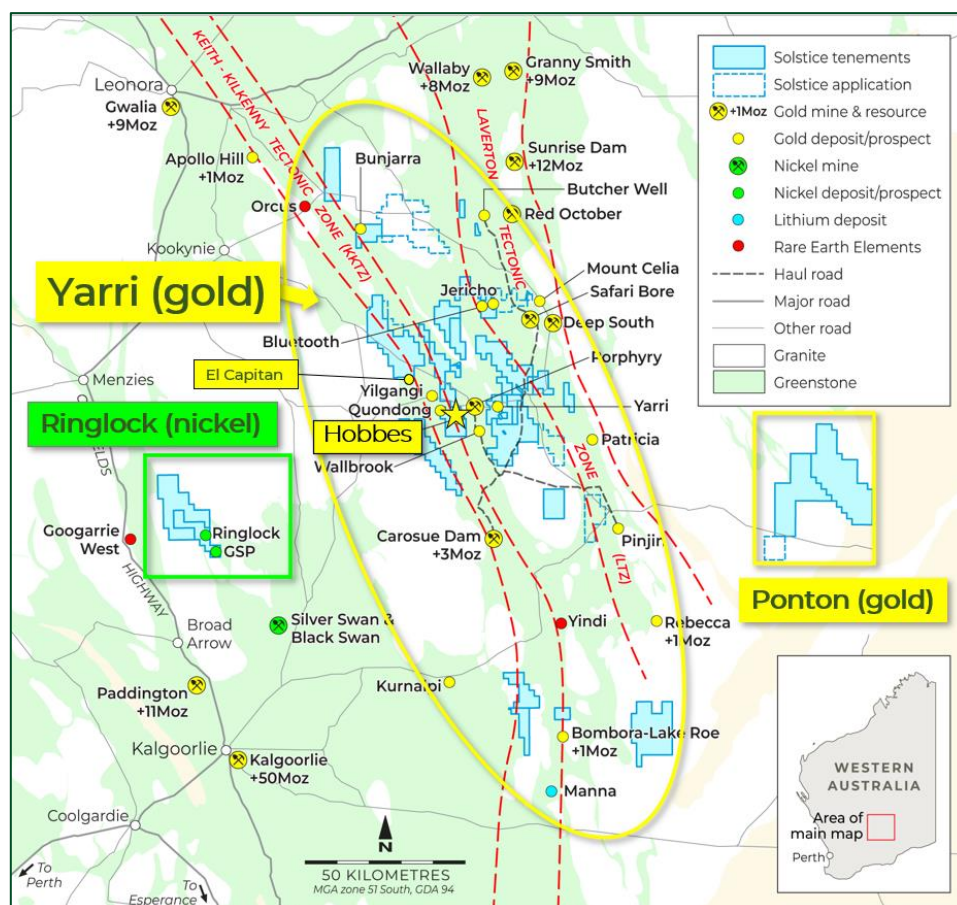 KEITH - KILKENNY TECTONIC ZONE (KKTZ)
Leonora
Gwalia
+9Moz
Apollo Hill
+1Moz
Orcus
Kookynie
Bunjarra
Wallaby
+8Moz
Granny Smith
+9Moz
LAVERTON TECTONIC ZONE (LTZ)
Sunrise Dam
+12Moz
Butcher Well
Red October
Mount Celia
Safari Bore
Jericho
Deep South
Bluetooth
Porphyry
Yarri (gold)
El Capitan
Yilgangi
Quondong
Hobbes
Yarri
Wallbrook
Patricia
Menzies
Ringlock (nickel)
Ringlock
GSP
Googarrie
West
FIELDS
HIGHWAY
Carosue Dam
+3Moz
Pinjin
Ponton (gold)
Silver Swan &
Black Swan
Broad
Arrow
Yindi
Rebecca
+1Moz
Paddington
+11Moz
Kurnalpi
Kalgoorlie
Kalgoorlie
+50Moz
Bombora-Lake Roe
+1Moz
Manna
Coolgardie
To
Perth
To
Esperance
N
50 KILOMETRES
MGA zone 51 South, GDA 94
Solstice tenements
Solstice application
+1Moz Gold mine & resource
Gold deposit/prospect
Nickel mine
Nickel deposit/prospect
Lithium deposit
Rare Earth Elements
Haul road
Major road
Other road
Granite
Greenstone
WESTERN
AUSTRALIA
Area of
main map
Perth